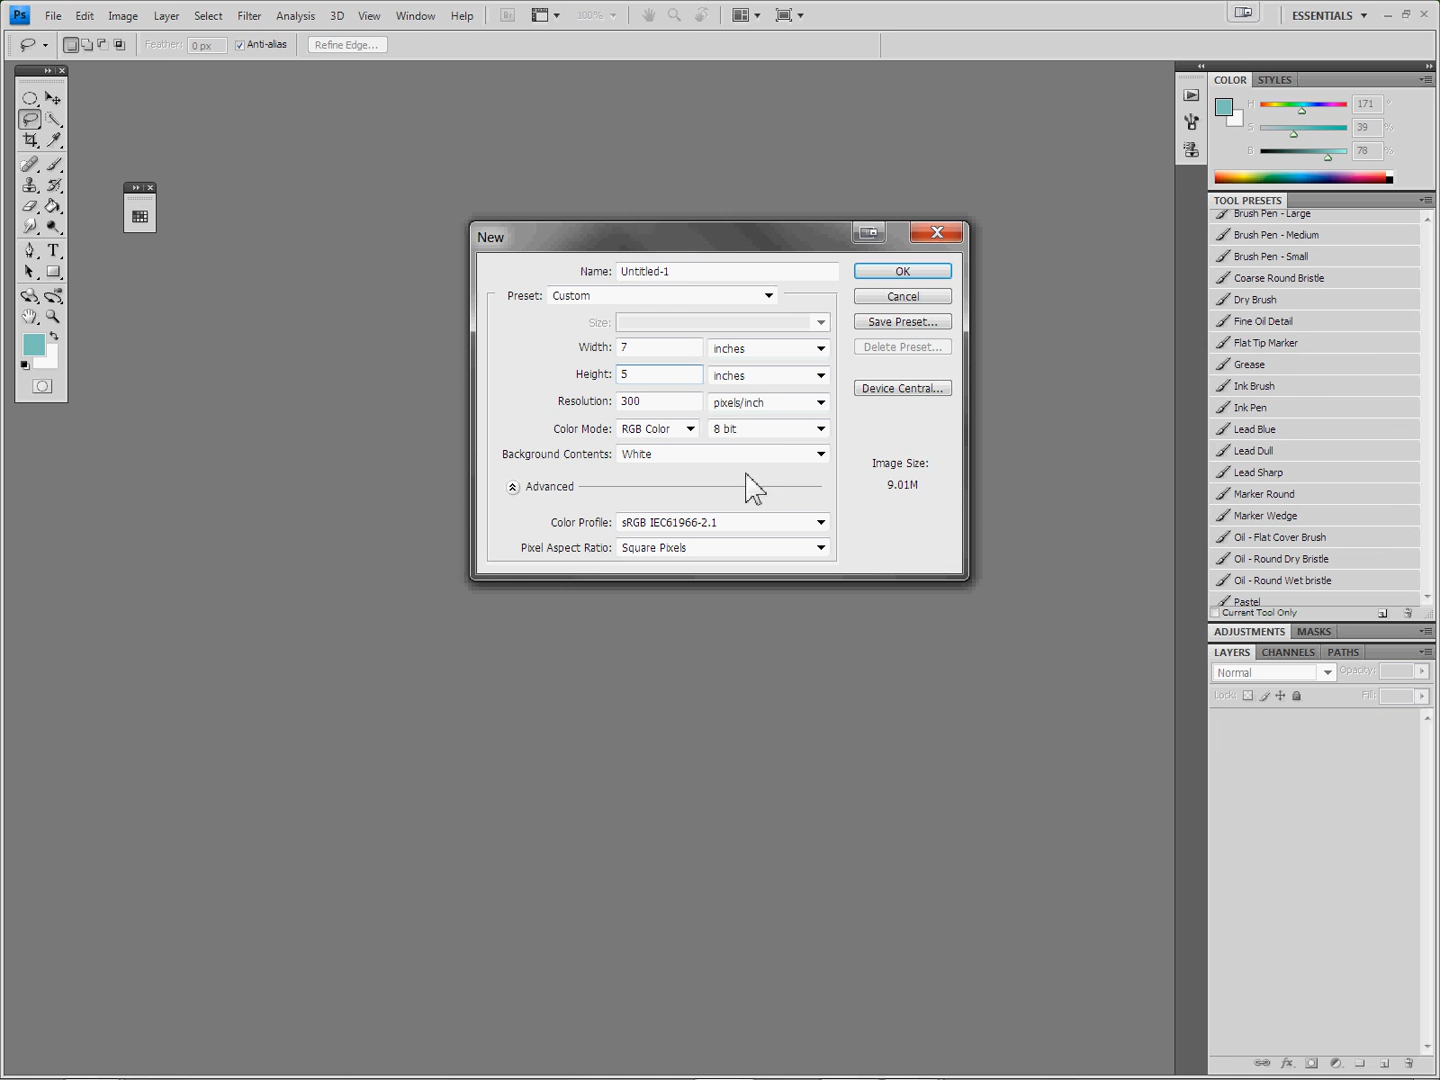 Ps File Edit Image Layer Select Filter Analysis 3D View Window Help Br 100% ESSENTIALS
Feather: 0 px Anti-alias Refine Edge...
COLOR STYLES
H 171 °
S 39 %
B 78 %
TOOL PRESETS
Brush Pen - Large
Brush Pen - Medium
Brush Pen - Small
Coarse Round Bristle
Dry Brush
Fine Oil Detail
Flat Tip Marker
Grease
Ink Brush
Ink Pen
Lead Blue
Lead Dull
Lead Sharp
Marker Round
Marker Wedge
Oil - Flat Cover Brush
Oil - Round Dry Bristle
Oil - Round Wet bristle
Pastel
Current Tool Only
ADJUSTMENTS MASKS
LAYERS CHANNELS PATHS
Normal Opacity:
Lock: Fill:
T
New
Name: Untitled-1
Preset: Custom
Size:
Width: 7 inches
Height: 5 inches
Resolution: 300 pixels/inch
Color Mode: RGB Color 8 bit
Background Contents: White
Advanced
Color Profile: sRGB IEC61966-2.1
Pixel Aspect Ratio: Square Pixels
OK
Cancel
Save Preset...
Delete Preset...
Device Central...
Image Size:
9.01M